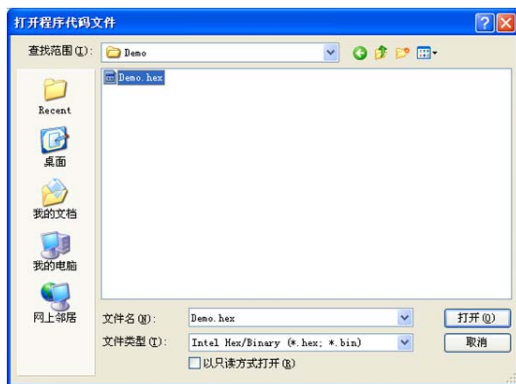 打开程序代码文件
查找范围(I): Demo
Demo.hex
Recent
桌面
我的文档
我的电脑
网上邻居
文件名(N): Demo.hex 打开(O)
文件类型(T): Intel Hex/Binary (*.hex; *.bin) 取消
以只读方式打开(R)